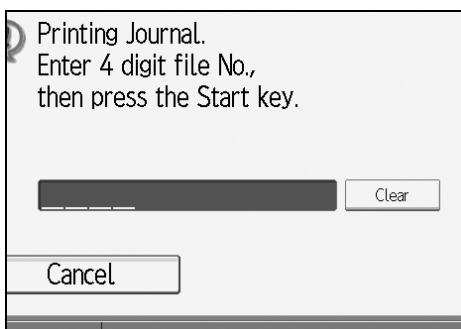 Printing Journal.
Enter 4 digit file No.,
then press the Start key.
Clear
Cancel